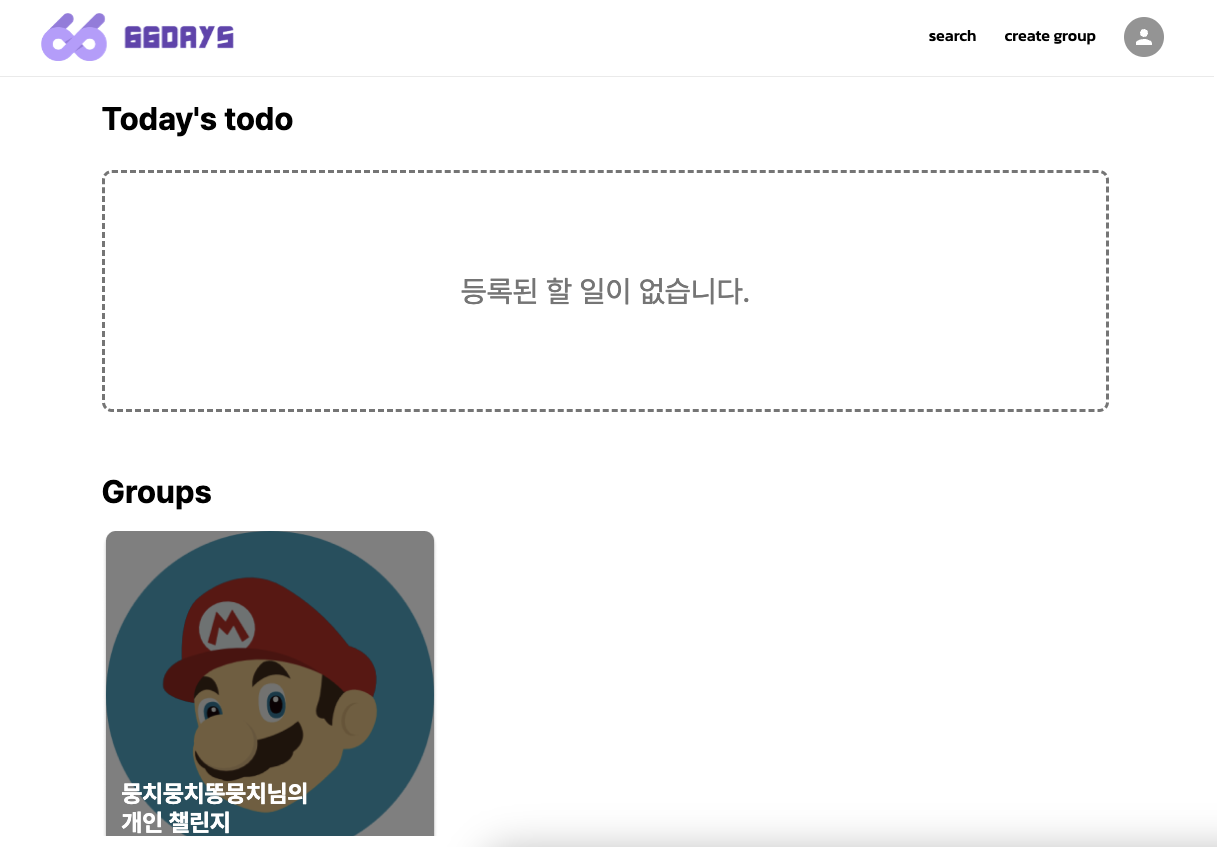 66DAYS
search
create group
Today's todo
등록된 할 일이 없습니다.
Groups
M
뭉치뭉치똥뭉치님의
개인 챌린지